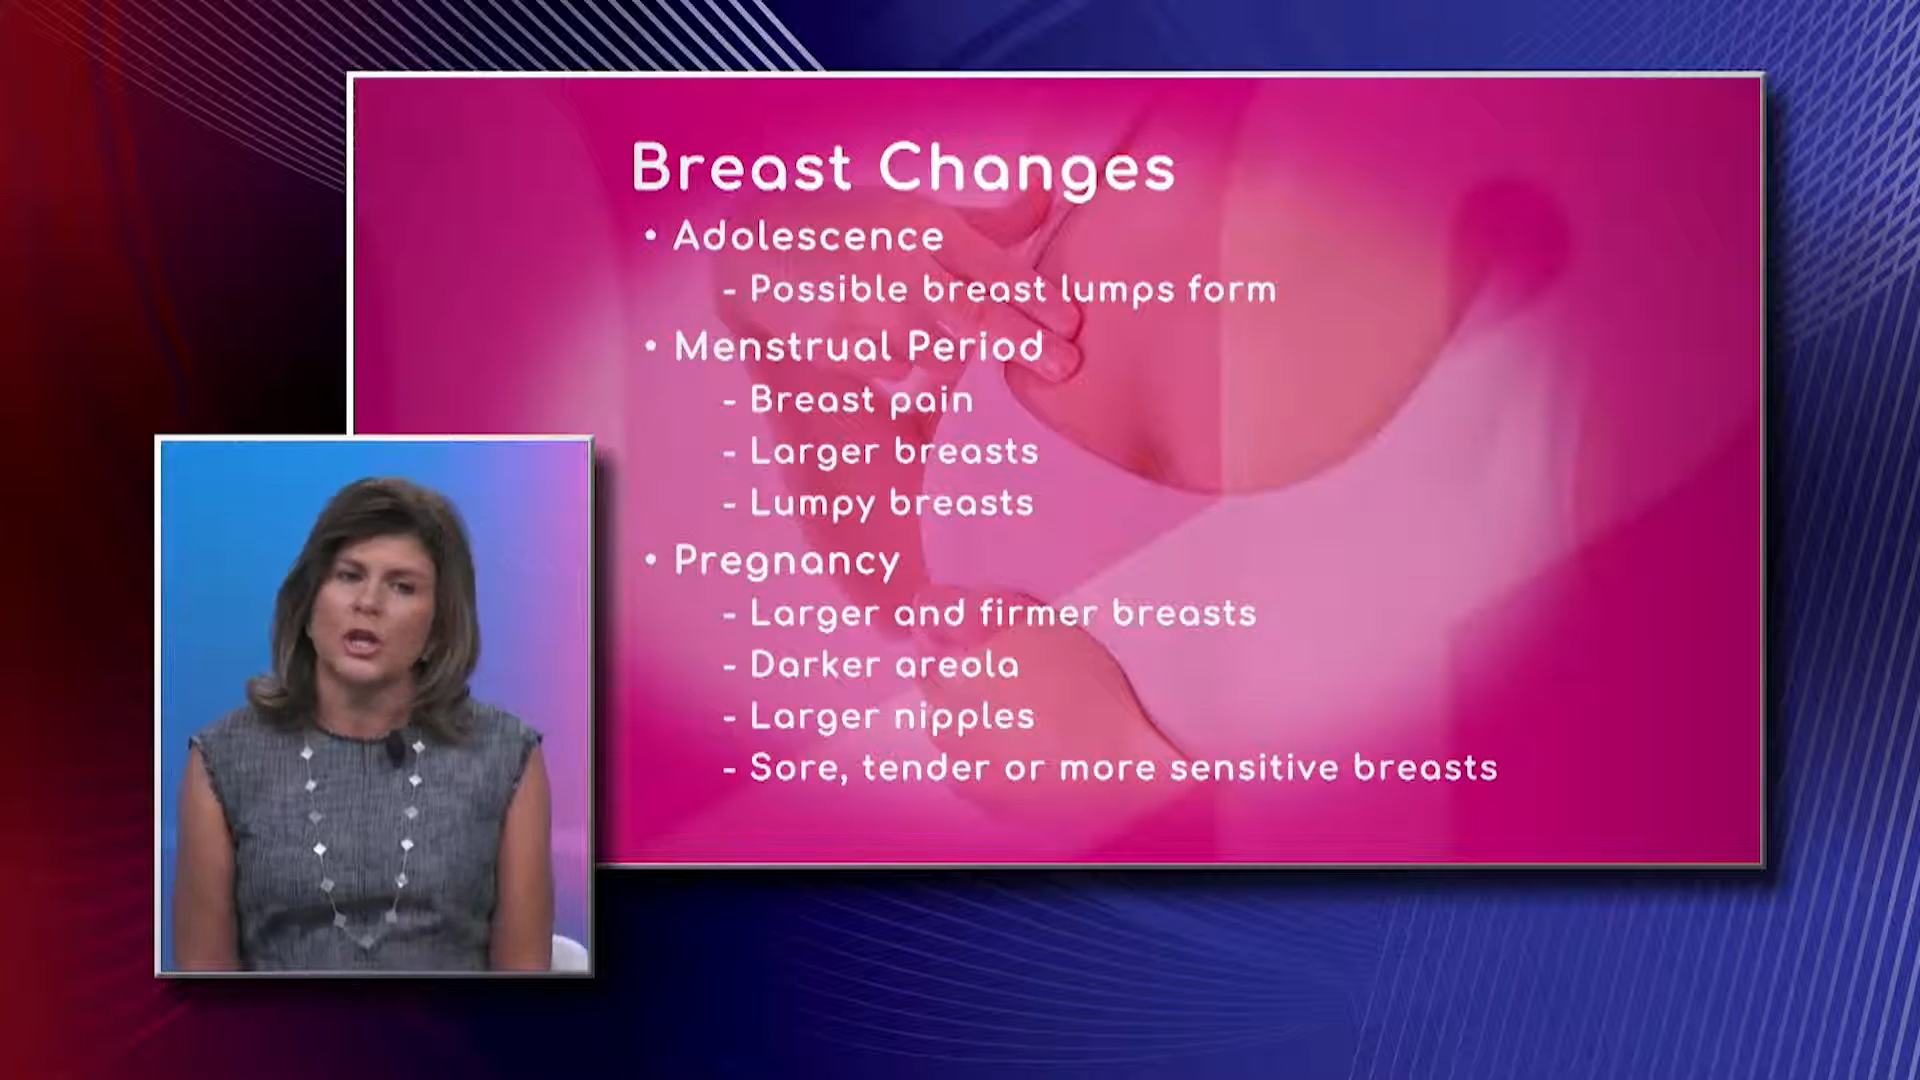 Breast Changes
• Adolescence
- Possible breast lumps form
• Menstrual Period
- Breast pain
- Larger breasts
- Lumpy breasts
• Pregnancy
- Larger and firmer breasts
- Darker areola
- Larger nipples
- Sore, tender or more sensitive breasts